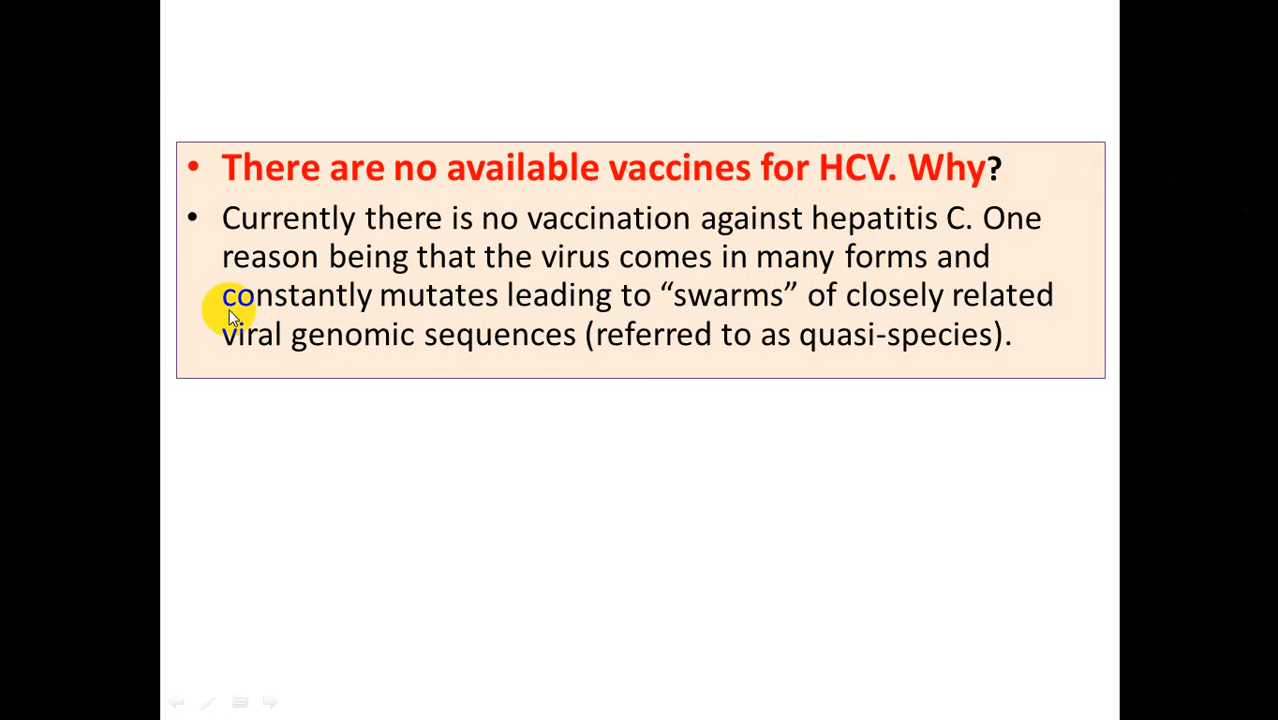 • There are no available vaccines for HCV. Why?
• Currently there is no vaccination against hepatitis C. One
reason being that the virus comes in many forms and
constantly mutates leading to “swarms” of closely related
viral genomic sequences (referred to as quasi-species).